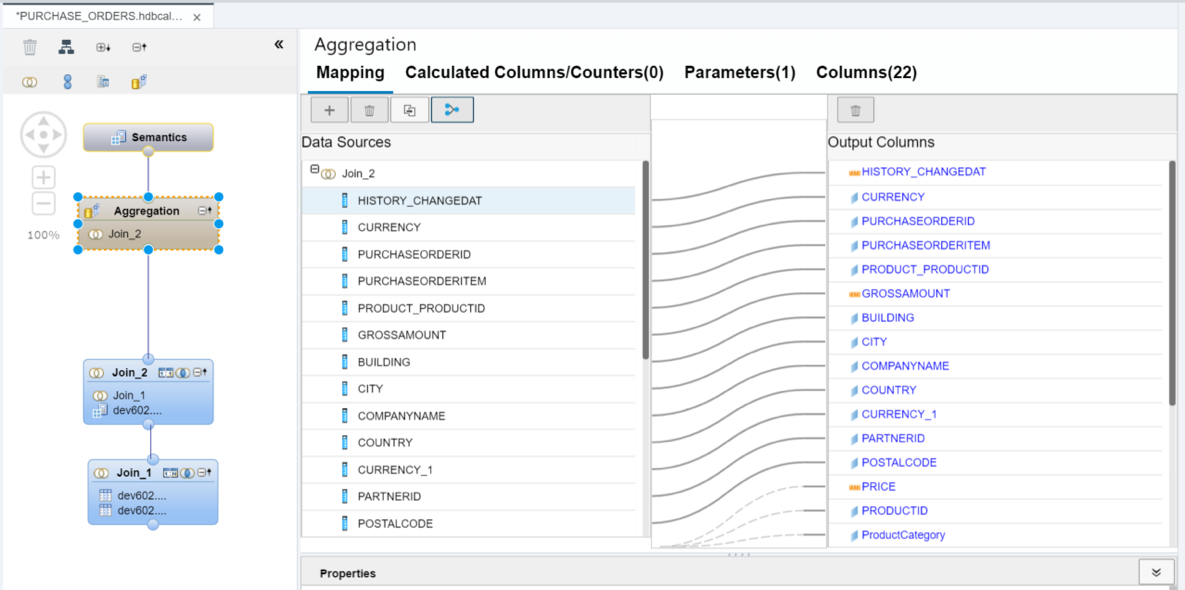 *PURCHASE_ORDERS.hdbcal... ×
Aggregation
Mapping Calculated Columns/Counters(0) Parameters(1) Columns(22)
Semantics
Aggregation
Join_2
100%
Join_2
Join_1
dev602....
Join_1
dev602....
dev602....
Data Sources
Join_2
HISTORY_CHANGEDAT
CURRENCY
PURCHASEORDERID
PURCHASEORDERITEM
PRODUCT_PRODUCTID
GROSSAMOUNT
BUILDING
CITY
COMPANYNAME
COUNTRY
CURRENCY_1
PARTNERID
POSTALCODE
Output Columns
HISTORY_CHANGEDAT
CURRENCY
PURCHASEORDERID
PURCHASEORDERITEM
PRODUCT_PRODUCTID
GROSSAMOUNT
BUILDING
CITY
COMPANYNAME
COUNTRY
CURRENCY_1
PARTNERID
POSTALCODE
PRICE
PRODUCTID
ProductCategory
Properties